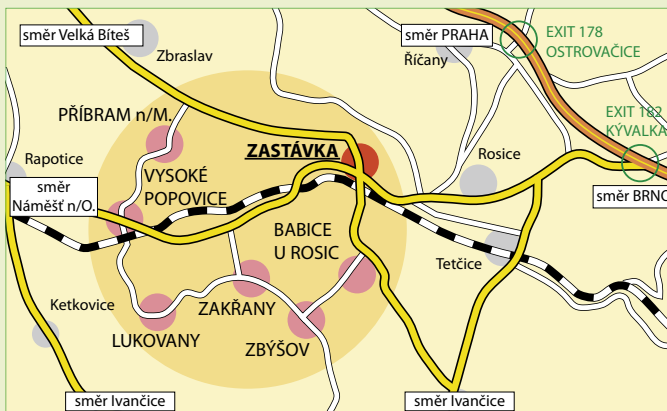 směr Velká Bíteš
Zbraslav
směr PRAHA
Říčany
EXIT 178
OSTROVAČICE
PŘÍBRAM n/M.
EXIT 182
KÝVALKA
ZASTÁVKA
Rapotice
VYSOKÉ
POPOVICE
Rosice
směr
Náměšť n/O.
směr BRNO
BABICE
U ROSIC
Tetčice
ZAKŘANY
Ketkovice
LUKOVANY
ZBÝŠOV
směr Ivančice
směr Ivančice